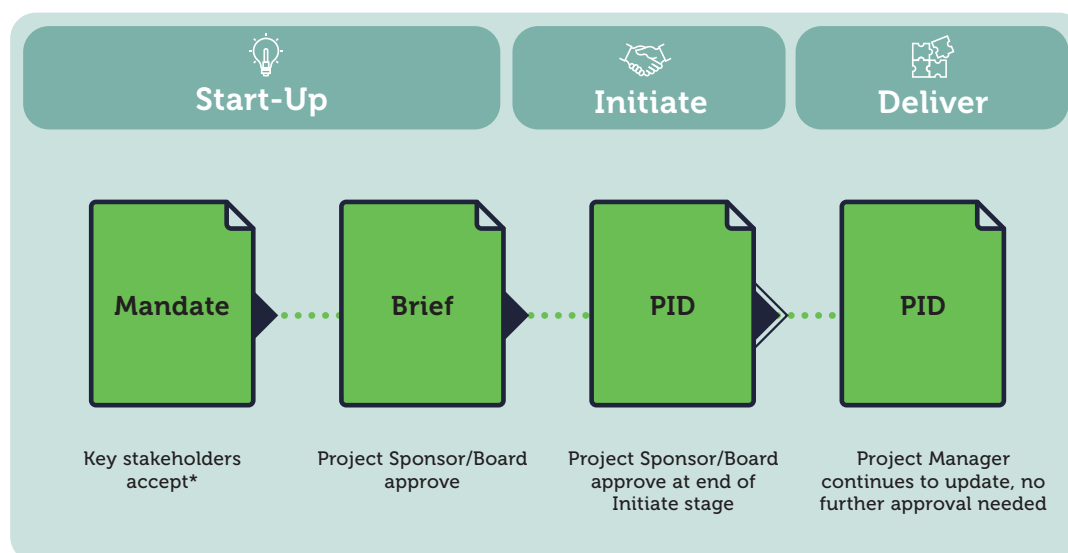 Start-Up
Initiate
Deliver
Mandate
Brief
PID
PID
Key stakeholders
accept*
Project Sponsor/Board
approve
Project Sponsor/Board
approve at end of
Initiate stage
Project Manager
continues to update, no
further approval needed